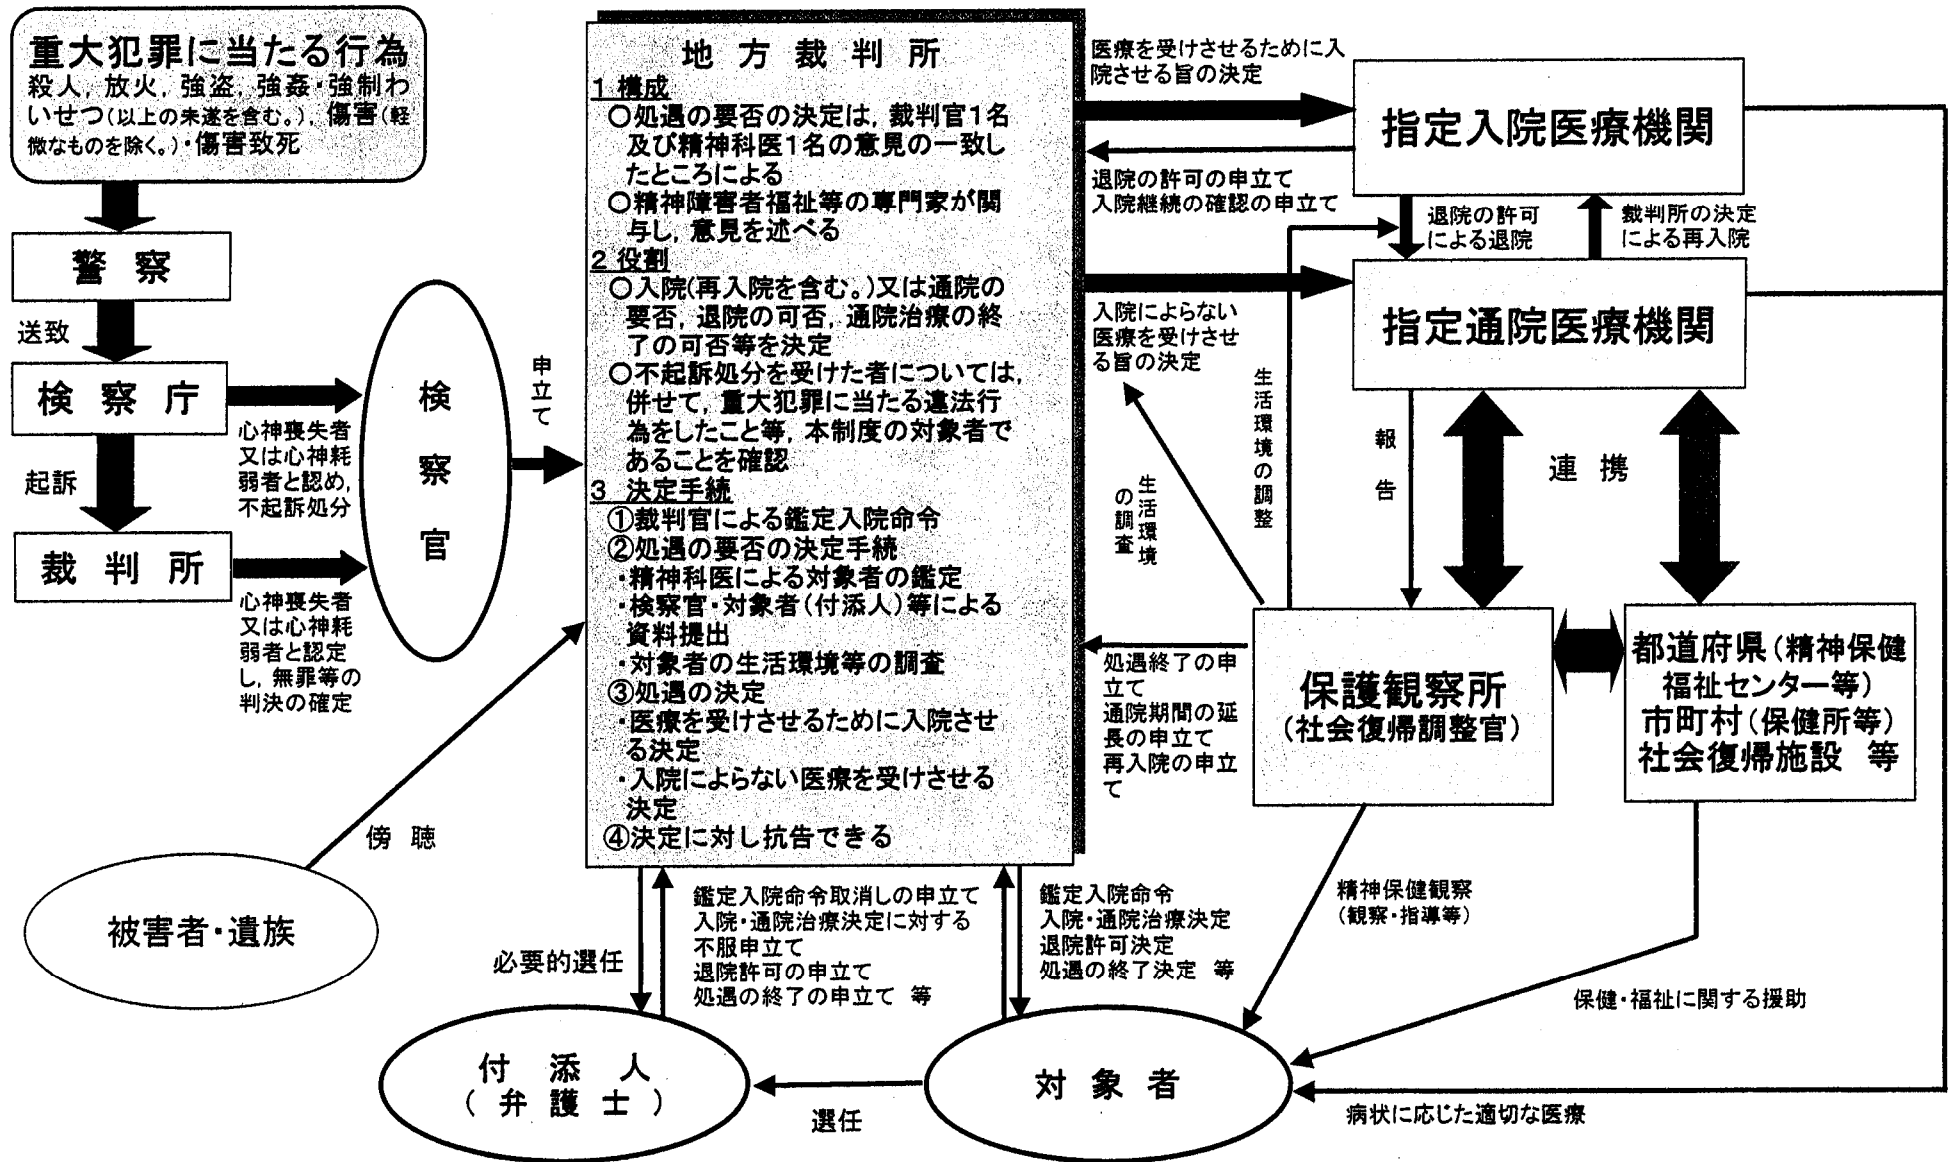 重大犯罪に当たる行為
殺人，放火，強盗，強姦・強制わ
いせつ（以上の未遂を含む。），傷害（軽
微なものを除く。）・傷害致死
警察
送致
検察庁
起訴
裁判所
心神喪失者
又は心神耗
弱者と認め，
不起訴処分
心神喪失者
又は心神耗
弱者と認定
し，無罪等の
判決の確定
検察官
申立て
被害者・遺族
傍聴
地方裁判所
1 構成
○処遇の要否の決定は，裁判官1名
及び精神科医1名の意見の一致し
たところによる
○精神障害者福祉等の専門家が関
与し，意見を述べる
2 役割
○入院（再入院を含む。）又は通院の
要否，退院の可否，通院治療の終
了の可否等を決定
○不起訴処分を受けた者については，
併せて，重大犯罪に当たる違法行
為をしたこと等，本制度の対象者で
あることを確認
3 決定手続
①裁判官による鑑定入院命令
②処遇の要否の決定手続
・精神科医による対象者の鑑定
・検察官・対象者（付添人）等による
資料提出
・対象者の生活環境等の調査
③処遇の決定
・医療を受けさせるために入院させ
る決定
・入院によらない医療を受けさせる
決定
④決定に対し抗告できる
医療を受けさせるために入
院させる旨の決定
退院の許可の申立て
入院継続の確認の申立て
指定入院医療機関
退院の許可
による退院
裁判所の決定
による再入院
入院によらない
医療を受けさせ
る旨の決定
指定通院医療機関
生活環境の調整
報告
連携
生活環境
の調査
処遇終了の申
立て
通院期間の延
長の申立て
再入院の申立
て
保護観察所
（社会復帰調整官）
都道府県（精神保健
福祉センター等）
市町村（保健所等）
社会復帰施設 等
必要的選任
鑑定入院命令取消しの申立て
入院・通院治療決定に対する
不服申立て
退院許可の申立て
処遇の終了の申立て 等
鑑定入院命令
入院・通院治療決定
退院許可決定
処遇の終了決定 等
精神保健観察
（観察・指導等）
保健・福祉に関する援助
付添人
（弁護士）
選任
対象者
病状に応じた適切な医療